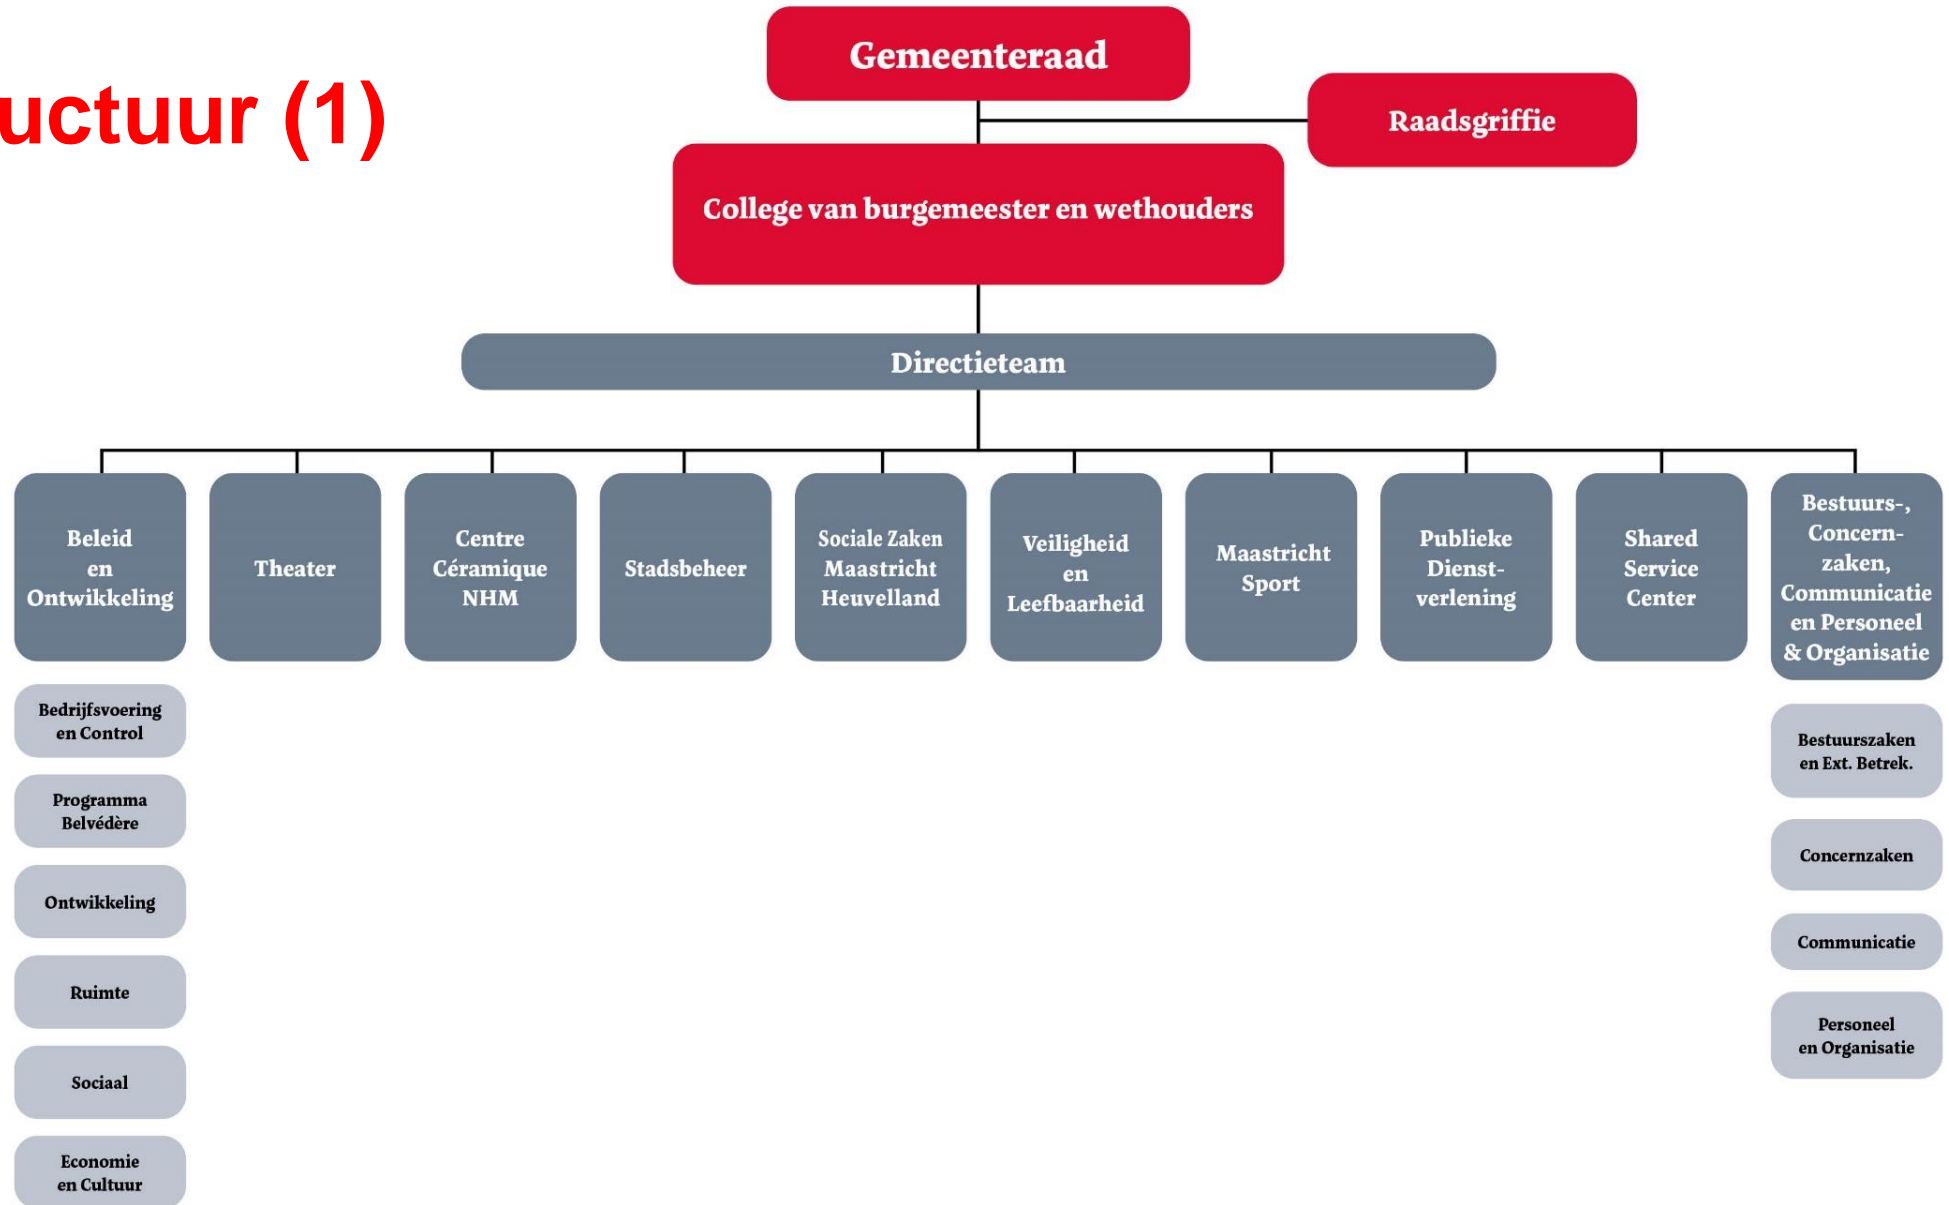 uctuur (1)
Gemeenteraad
Raadsgriffie
College van burgemeester en wethouders
Directieteam
Beleid
en
Ontwikkeling
Theater
Centre
Céramique
NHM
Stadsbeheer
Sociale Zaken
Maastricht
Heuvelland
Veiligheid
en
Leefbaarheid
Maastricht
Sport
Publieke
Dienst-
verlening
Shared
Service
Center
Bestuurs-,
Concern-
zaken,
Communicatie
en Personeel
& Organisatie
Bedrijfsvoering
en Control
Programma
Belvédère
Ontwikkeling
Ruimte
Sociaal
Economie
en Cultuur
Bestuurszaken
en Ext. Betrek.
Concernzaken
Communicatie
Personeel
en Organisatie